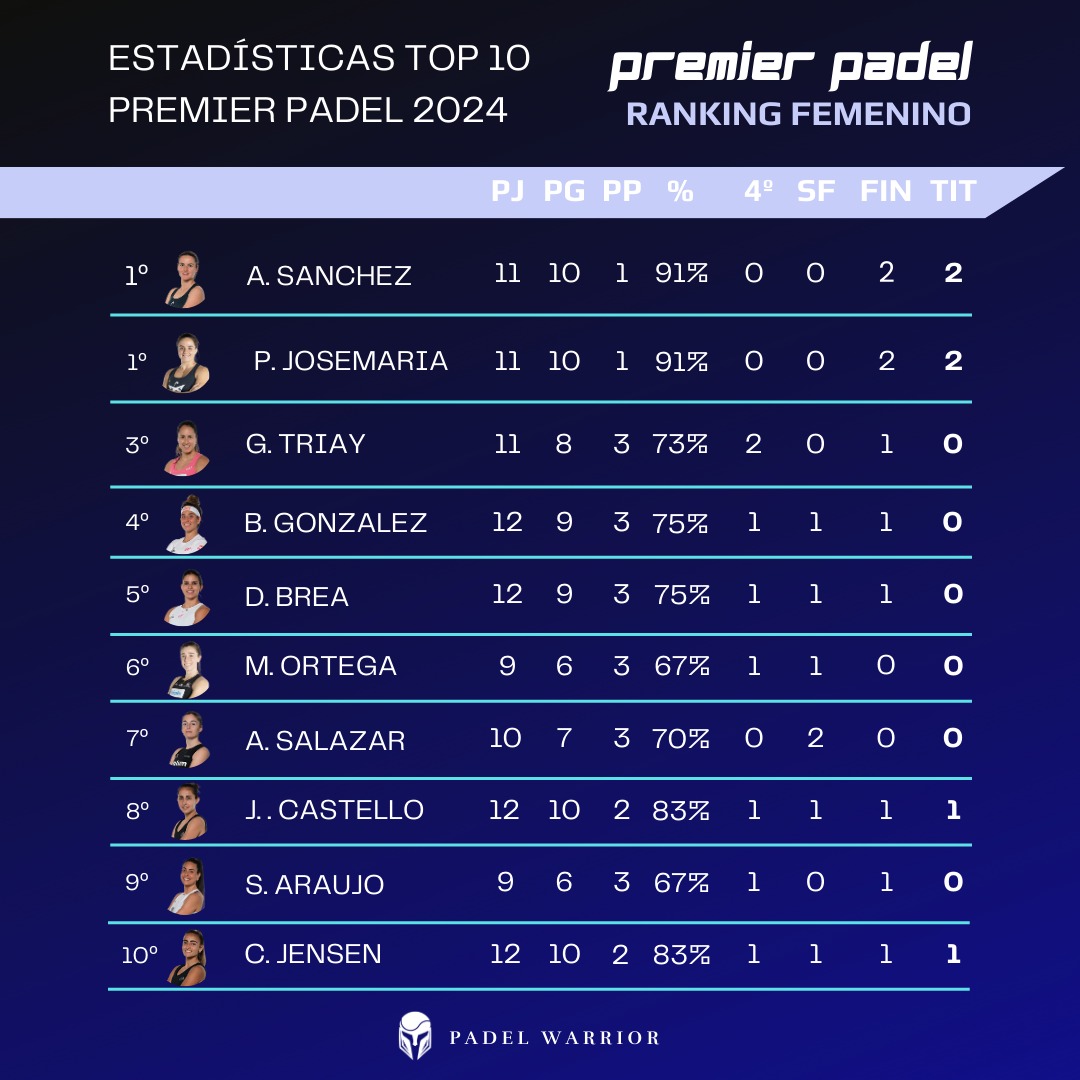 ESTADÍSTICAS TOP 10
PREMIER PADEL 2024
premier padel
RANKING FEMENINO
PJ PG PP % 4º SF FIN TIT
1º A. SANCHEZ 11 10 1 91% 0 0 2 2
1º P. JOSEMARIA 11 10 1 91% 0 0 2 2
3º G. TRIAY 11 8 3 73% 2 0 1 0
4º B. GONZALEZ 12 9 3 75% 1 1 1 0
5º D. BREA 12 9 3 75% 1 1 1 0
6º M. ORTEGA 9 6 3 67% 1 1 0 0
7º A. SALAZAR 10 7 3 70% 0 2 0 0
8º J. . CASTELLO 12 10 2 83% 1 1 1 1
9º S. ARAUJO 9 6 3 67% 1 0 1 0
10º C. JENSEN 12 10 2 83% 1 1 1 1
PADEL WARRIOR